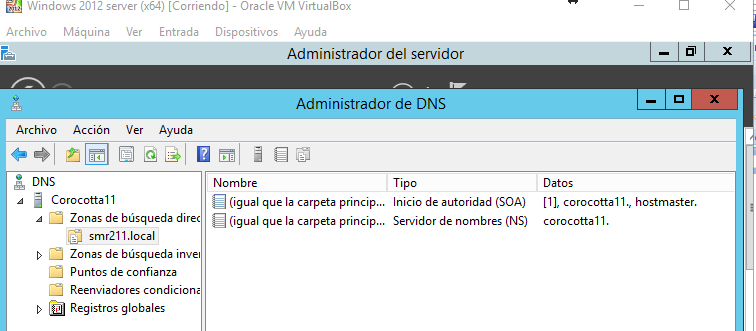 Windows 2012 server (x64) [Corriendo] - Oracle VM VirtualBox
Archivo Máquina Ver Entrada Dispositivos Ayuda
Administrador del servidor
Administrador de DNS
Archivo Acción Ver Ayuda
DNS
Corocotta11
Zonas de búsqueda direc
smr211.local
Zonas de búsqueda inver
Puntos de confianza
Reenviadores condiciona
Registros globales
Nombre Tipo Datos
(igual que la carpeta princip... Inicio de autoridad (SOA) [1], corocotta11., hostmaster.
(igual que la carpeta princip... Servidor de nombres (NS) corocotta11.